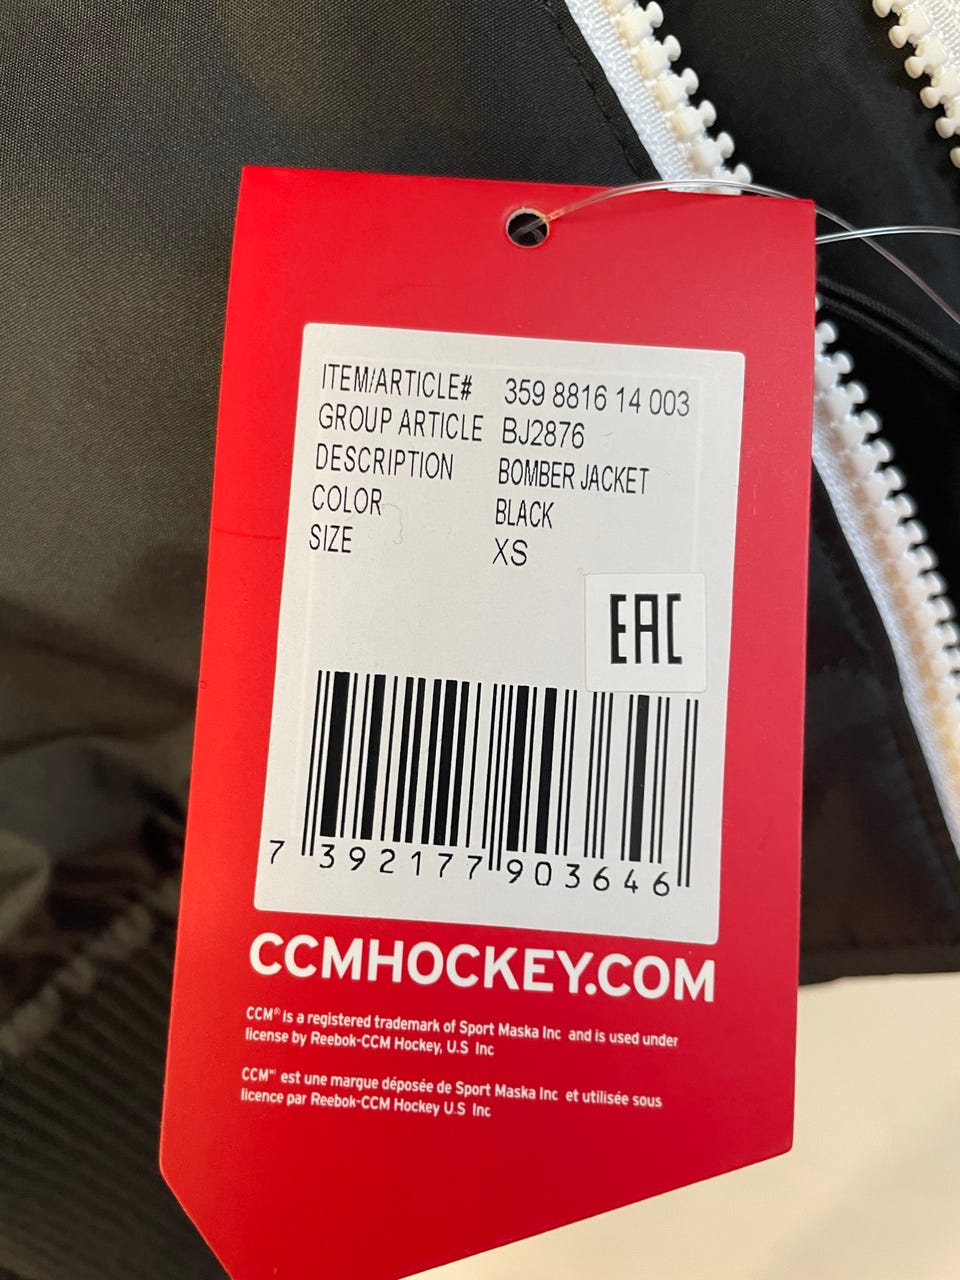 ITEM/ARTICLE# 359 8816 14 003
GROUP ARTICLE BJ2876
DESCRIPTION BOMBER JACKET
COLOR BLACK
SIZE XS
EAC
7 392177 903646
CCMHOCKEY.COM
CCM® is a registered trademark of Sport Maska Inc and is used under
license by Reebok-CCM Hockey, U.S Inc
CCM™ est une marque déposée de Sport Maska Inc et utilisée sous
licence par Reebok-CCM Hockey U.S Inc